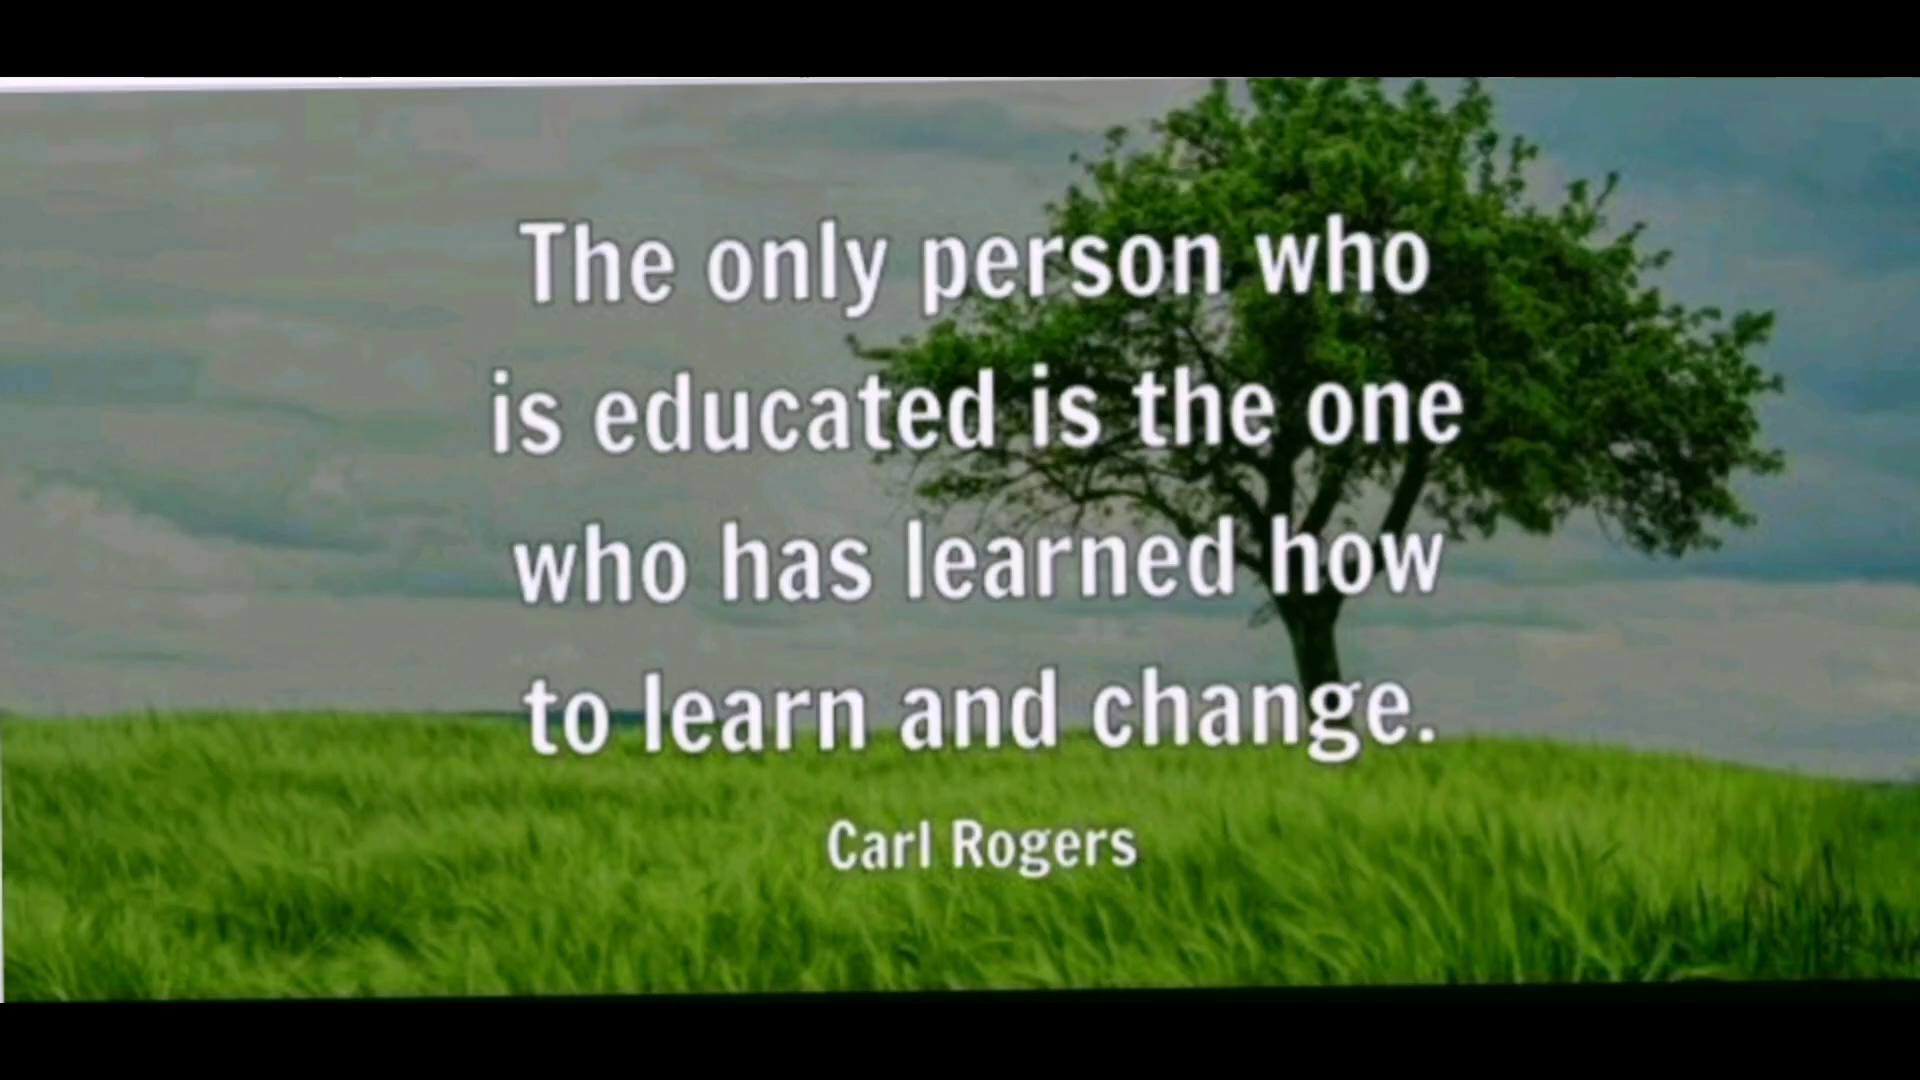 The only person who
is educated is the one
who has learned how
to learn and change.
Carl Rogers